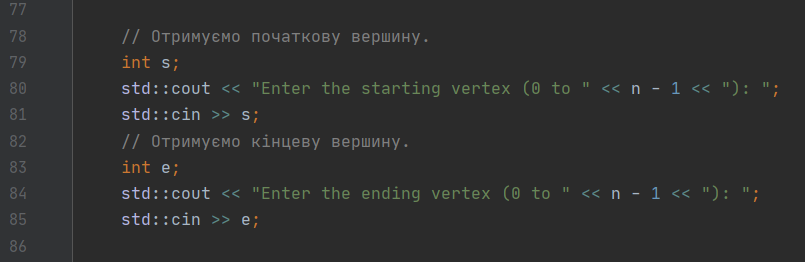 77
78 // Отримуємо початкову вершину.
79 int s;
80 std::cout << "Enter the starting vertex (0 to " << n - 1 << "): ";
81 std::cin >> s;
82 // Отримуємо кінцеву вершину.
83 int e;
84 std::cout << "Enter the ending vertex (0 to " << n - 1 << "): ";
85 std::cin >> e;
86